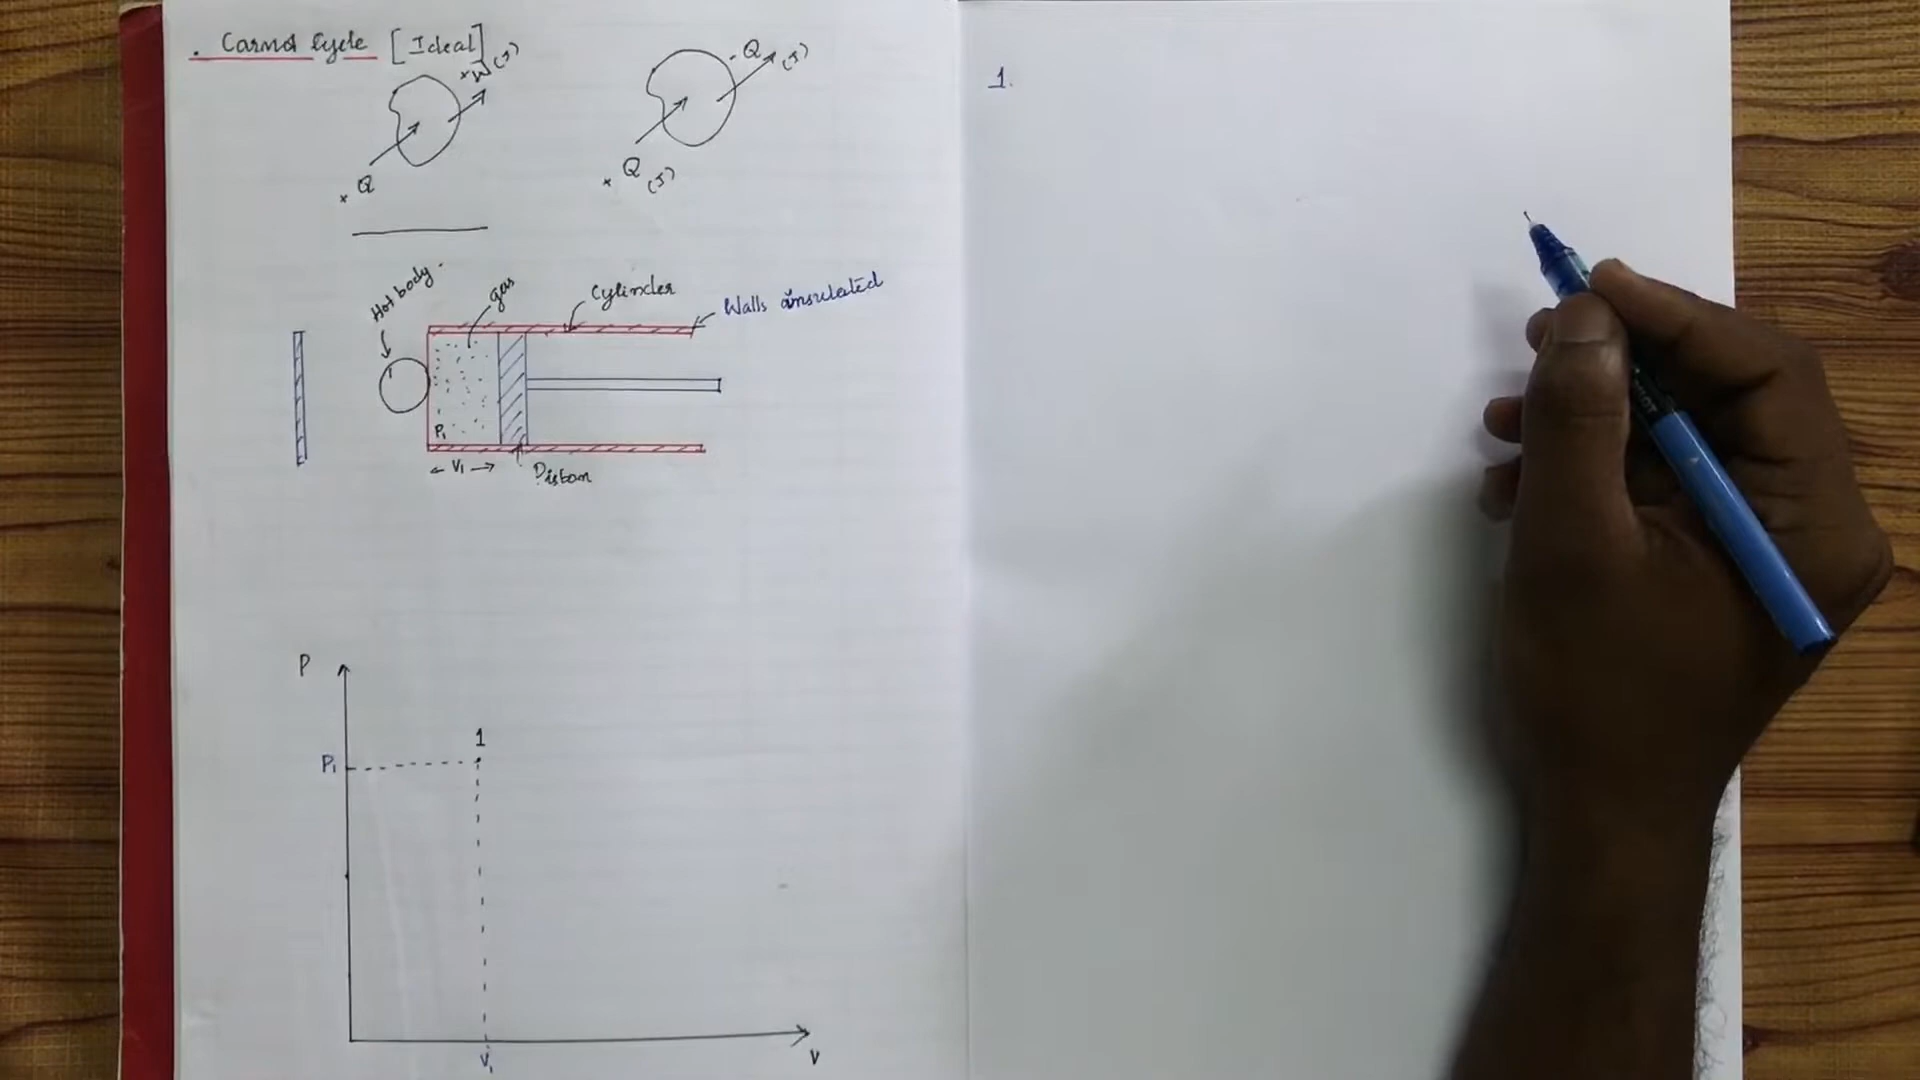 . Carnot Cycle [Ideal]
+W (J)
+ Q
- Q (J)
+ Q (J)
Hot body.
gas
Cylinder
Walls insulated
P1
← V1 →
Piston
P
P1
1
V1
V
1.